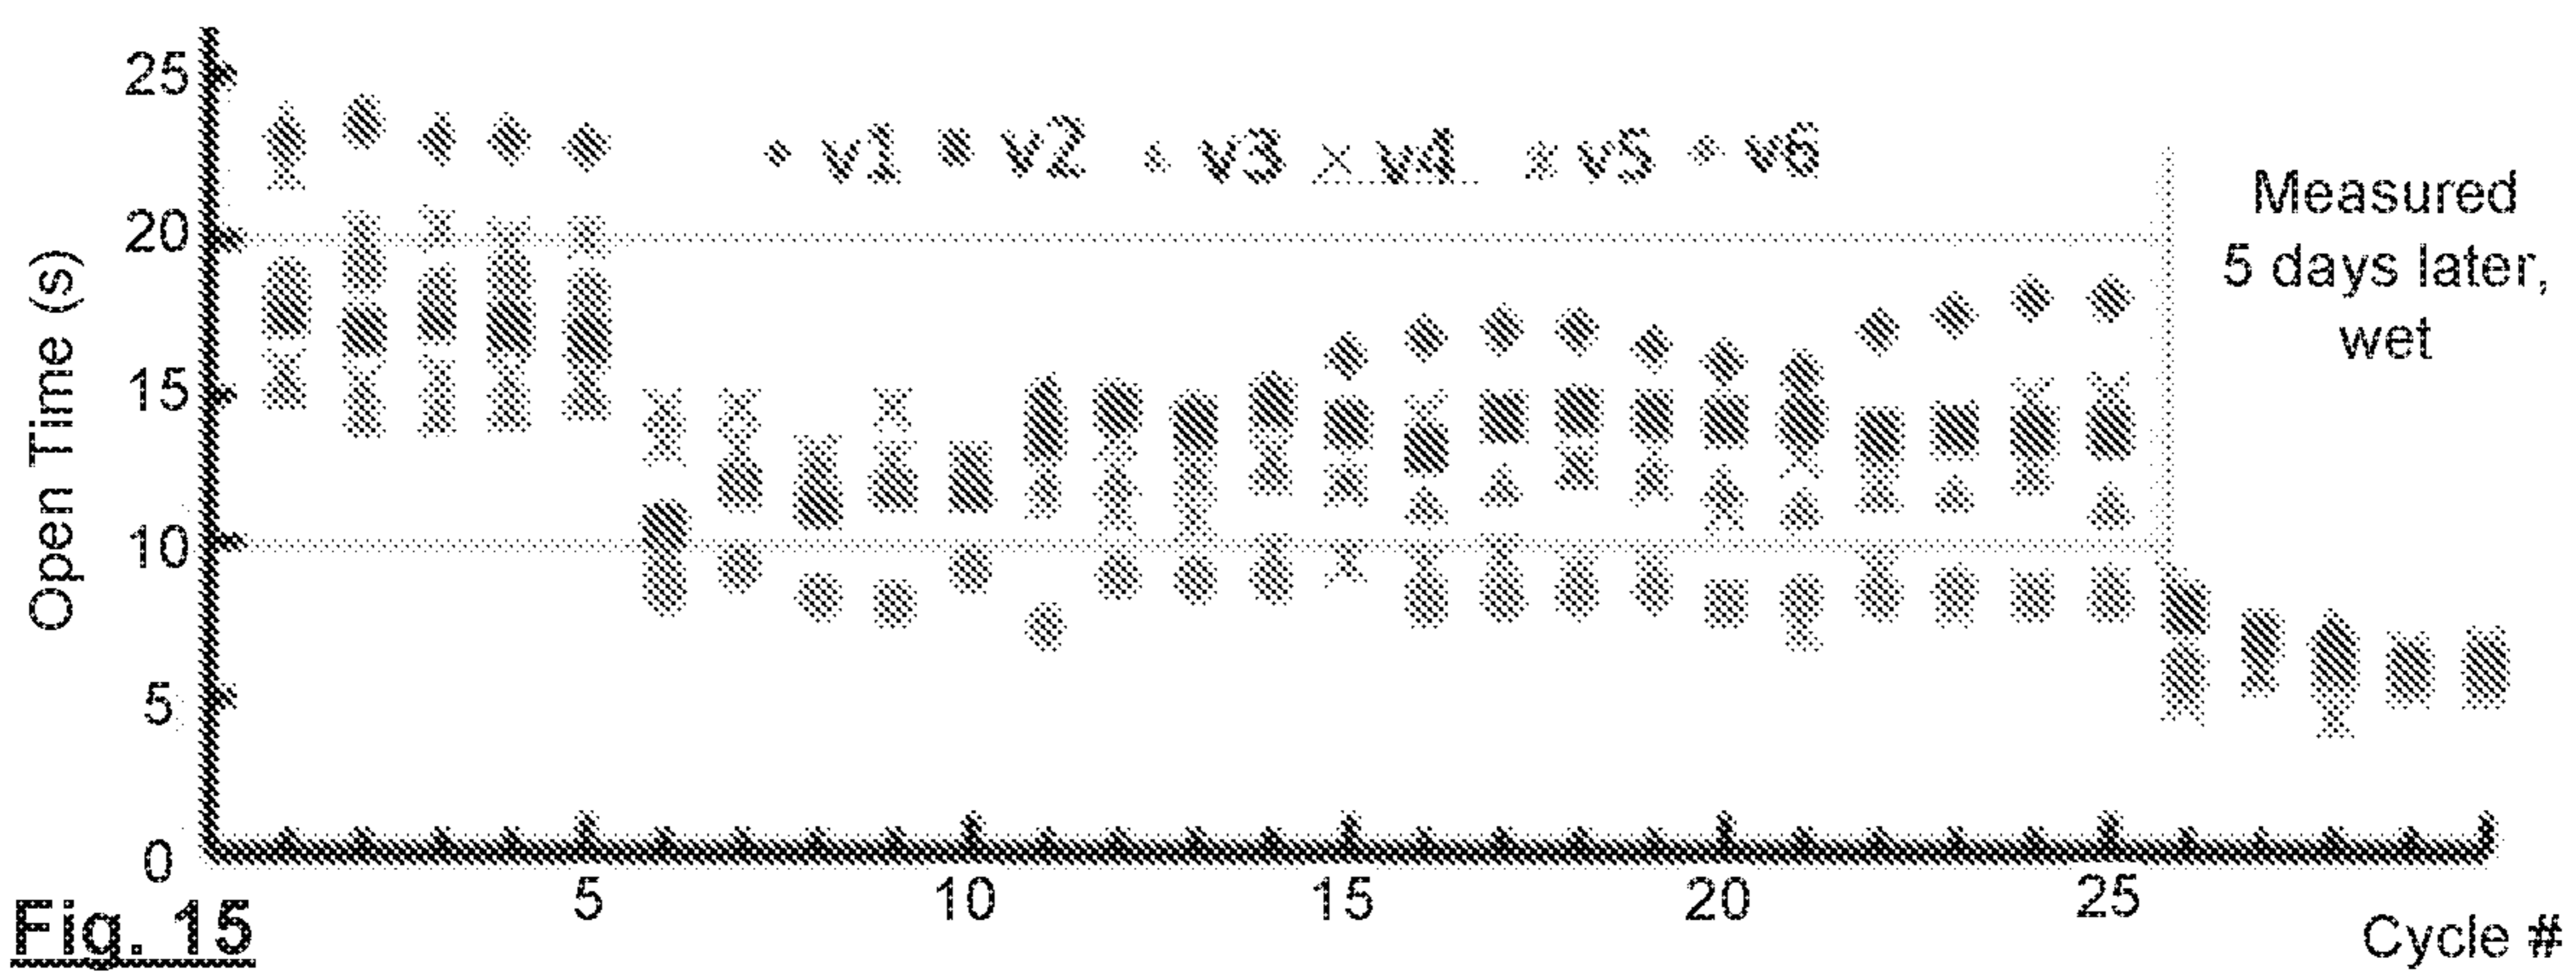 25
v1 v2 v3 v4 v5 v6
20
Measured
5 days later,
wet
15
10
5
0
Open Time (s)
5 10 15 20 25
Cycle #
Fig. 15